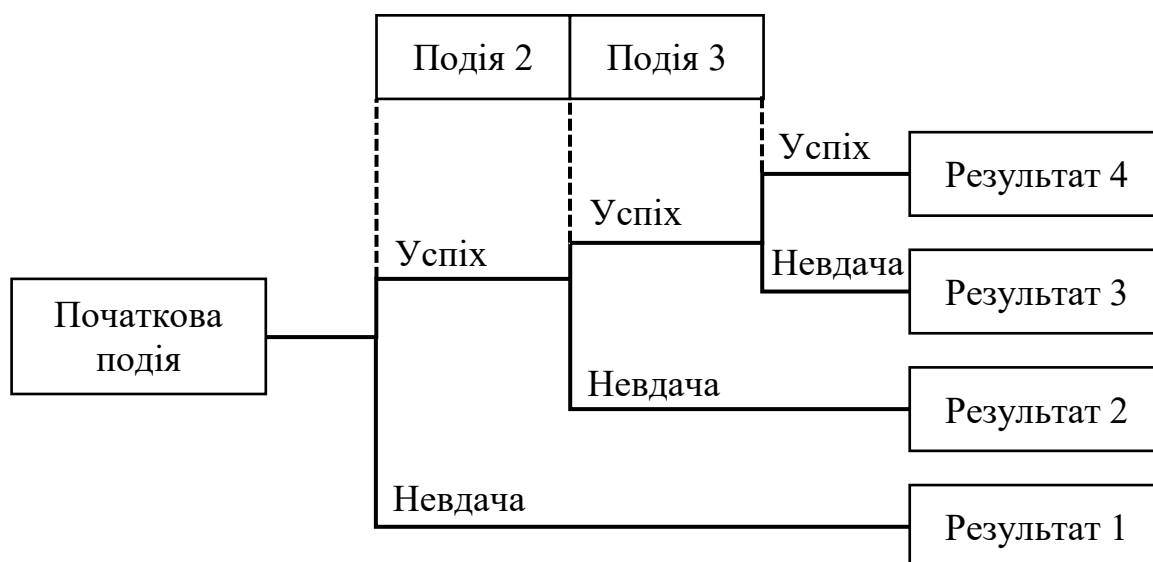 Подія 2
Подія 3
Успіх
Результат 4
Успіх
Невдача
Результат 3
Успіх
Початкова
подія
Невдача
Результат 2
Невдача
Результат 1